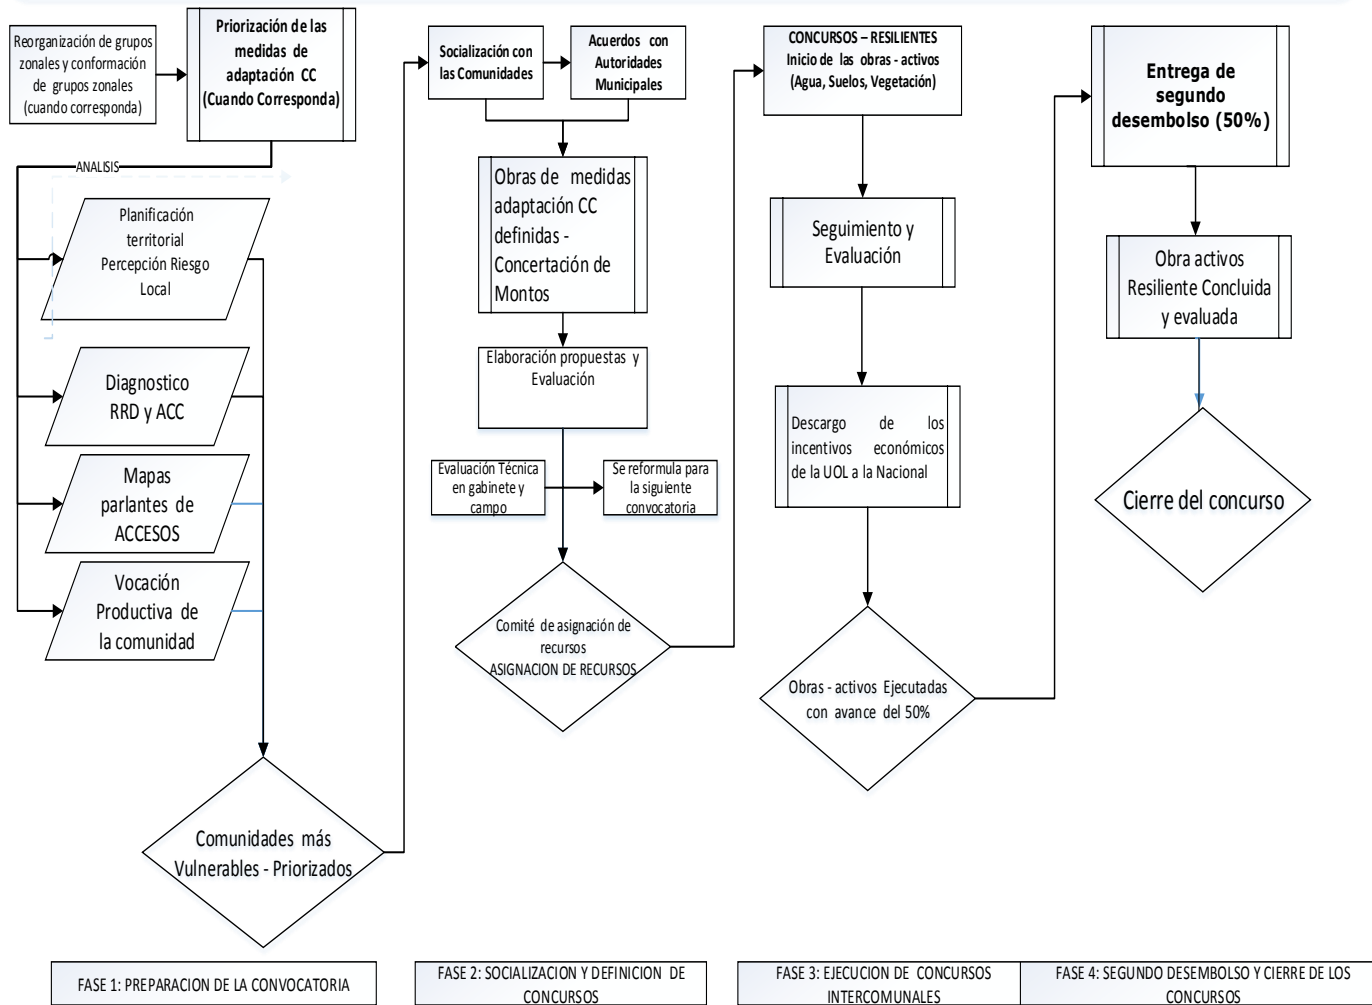 Reorganización de grupos
zonales y conformación
de grupos zonales
(cuando corresponda)
Priorización de las
medidas de
adaptación CC
(Cuando Corresponda)
ANALISIS
Planificación
territorial
Percepción Riesgo
Local
Diagnostico
RRD y ACC
Mapas
parlantes de
ACCESOS
Vocación
Productiva de
la comunidad
Comunidades más
Vulnerables - Priorizados
FASE 1: PREPARACION DE LA CONVOCATORIA
Socialización con
las Comunidades
Acuerdos con
Autoridades
Municipales
Obras de medidas
adaptación CC
definidas -
Concertación de
Montos
Elaboración propuestas y
Evaluación
Evaluación Técnica
en gabinete y
campo
Se reformula para
la siguiente
convocatoria
Comité de asignación de
recursos
ASIGNACION DE RECURSOS
FASE 2: SOCIALIZACION Y DEFINICION DE
CONCURSOS
CONCURSOS – RESILIENTES
Inicio de las obras - activos
(Agua, Suelos, Vegetación)
Seguimiento y
Evaluación
Descargo de los
incentivos económicos
de la UOL a la Nacional
Obras - activos Ejecutadas
con avance del 50%
FASE 3: EJECUCION DE CONCURSOS
INTERCOMUNALES
Entrega de
segundo
desembolso (50%)
Obra activos
Resiliente Concluida
y evaluada
Cierre del concurso
FASE 4: SEGUNDO DESEMBOLSO Y CIERRE DE LOS
CONCURSOS